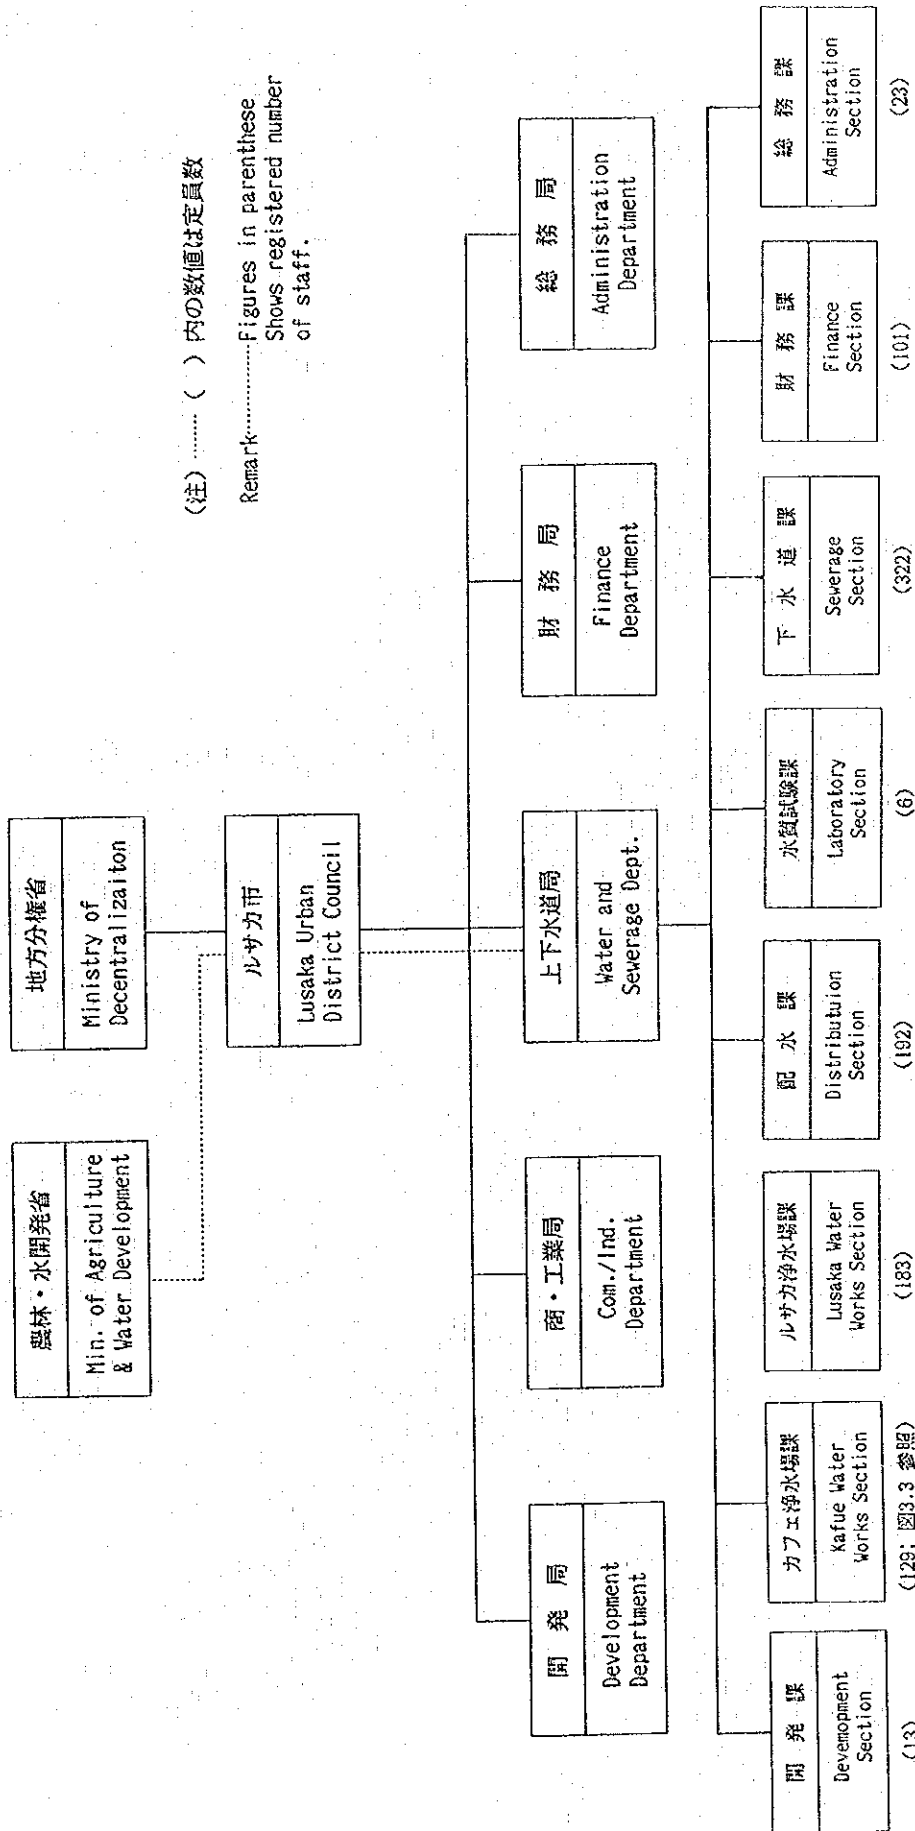 農林・水開発省
Min. of Agriculture
& Water Development
地方分権省
Ministry of
Decentralizaiton
ルサカ市
Lusaka Urban
District Council
(注) ……… ( ) 内の数値は定員数
Remark…………Figures in parenthese
Shows registered number
of staff.
開 発 局
Development
Department
商・工業局
Com./Ind.
Department
上下水道局
Water and
Sewerage Dept.
財 務 局
Finance
Department
総 務 局
Administration
Department
開 発 課
Devemopment
Section
(13)
カフェ浄水場課
Kafue Water
Works Section
(129; 図3.3 参照)
ルサカ浄水場課
Lusaka Water
Works Section
(183)
配 水 課
Distributuion
Section
(192)
水質試験課
Laboratory
Section
(6)
下 水 道 課
Sewerage
Section
(322)
財 務 課
Finance
Section
(101)
総 務 課
Administration
Section
(23)